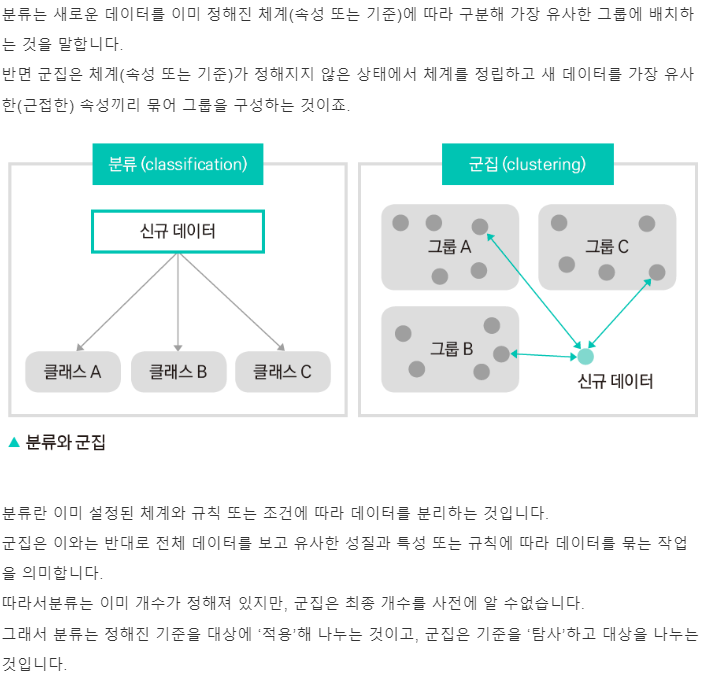 분류는 새로운 데이터를 이미 정해진 체계(속성 또는 기준)에 따라 구분해 가장 유사한 그룹에 배치하
는 것을 말합니다.
반면 군집은 체계(속성 또는 기준)가 정해지지 않은 상태에서 체계를 정립하고 새 데이터를 가장 유사
한(근접한) 속성끼리 묶어 그룹을 구성하는 것이죠.
분류 (classification)
신규 데이터
클래스 A
클래스 B
클래스 C
군집 (clustering)
그룹 A
그룹 C
그룹 B
신규 데이터
▲ 분류와 군집
분류란 이미 설정된 체계와 규칙 또는 조건에 따라 데이터를 분리하는 것입니다.
군집은 이와는 반대로 전체 데이터를 보고 유사한 성질과 특성 또는 규칙에 따라 데이터를 묶는 작업
을 의미합니다.
따라서분류는 이미 개수가 정해져 있지만, 군집은 최종 개수를 사전에 알 수없습니다.
그래서 분류는 정해진 기준을 대상에 ‘적용’해 나누는 것이고, 군집은 기준을 ‘탐사’하고 대상을 나누는
것입니다.